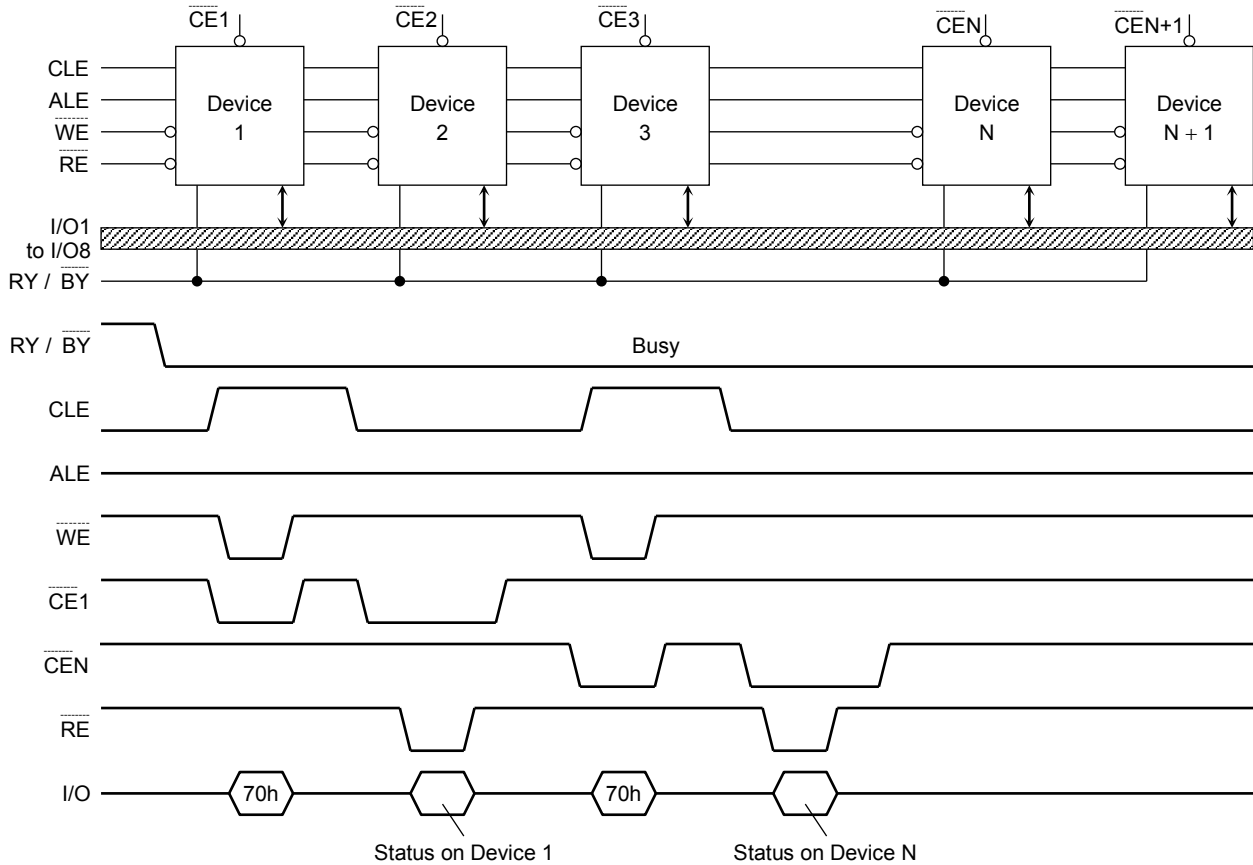 CE1 CE2 CE3 CEN CEN+1
CLE
ALE
WE
RE
Device 1
Device 2
Device 3
Device N
Device N + 1
I/O1 to I/O8
RY / BY
RY / BY
Busy
CLE
ALE
WE
CE1
CEN
RE
I/O
70h
70h
Status on Device 1
Status on Device N